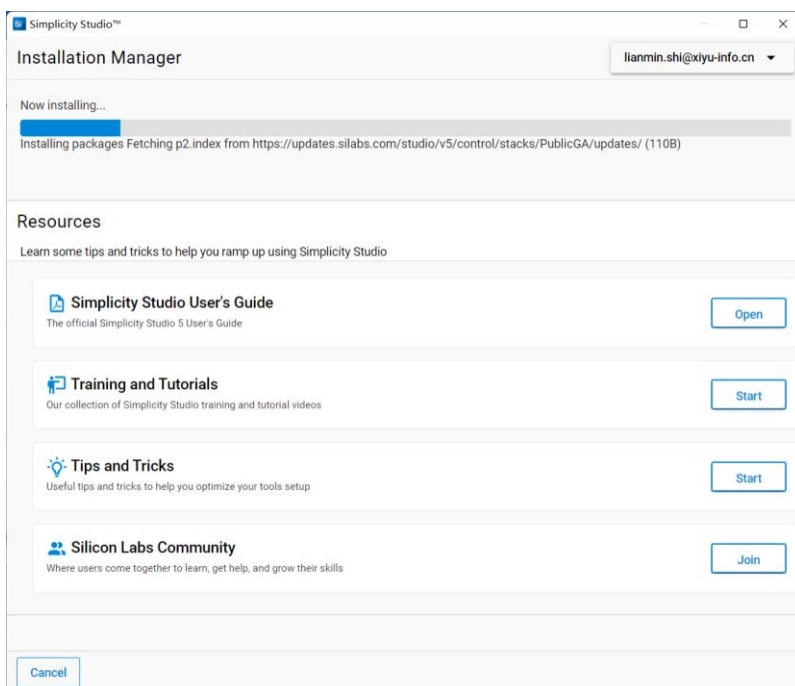 Simplicity Studio™
Installation Manager
lianmin.shi@xiyu-info.cn
Now installing...
Installing packages Fetching p2.index from https://updates.silabs.com/studio/v5/control/stacks/PublicGA/updates/ (110B)
Resources
Learn some tips and tricks to help you ramp up using Simplicity Studio
Simplicity Studio User's Guide
The official Simplicity Studio 5 User's Guide
Open
Training and Tutorials
Our collection of Simplicity Studio training and tutorial videos
Start
Tips and Tricks
Useful tips and tricks to help you optimize your tools setup
Start
Silicon Labs Community
Where users come together to learn, get help, and grow their skills
Join
Cancel